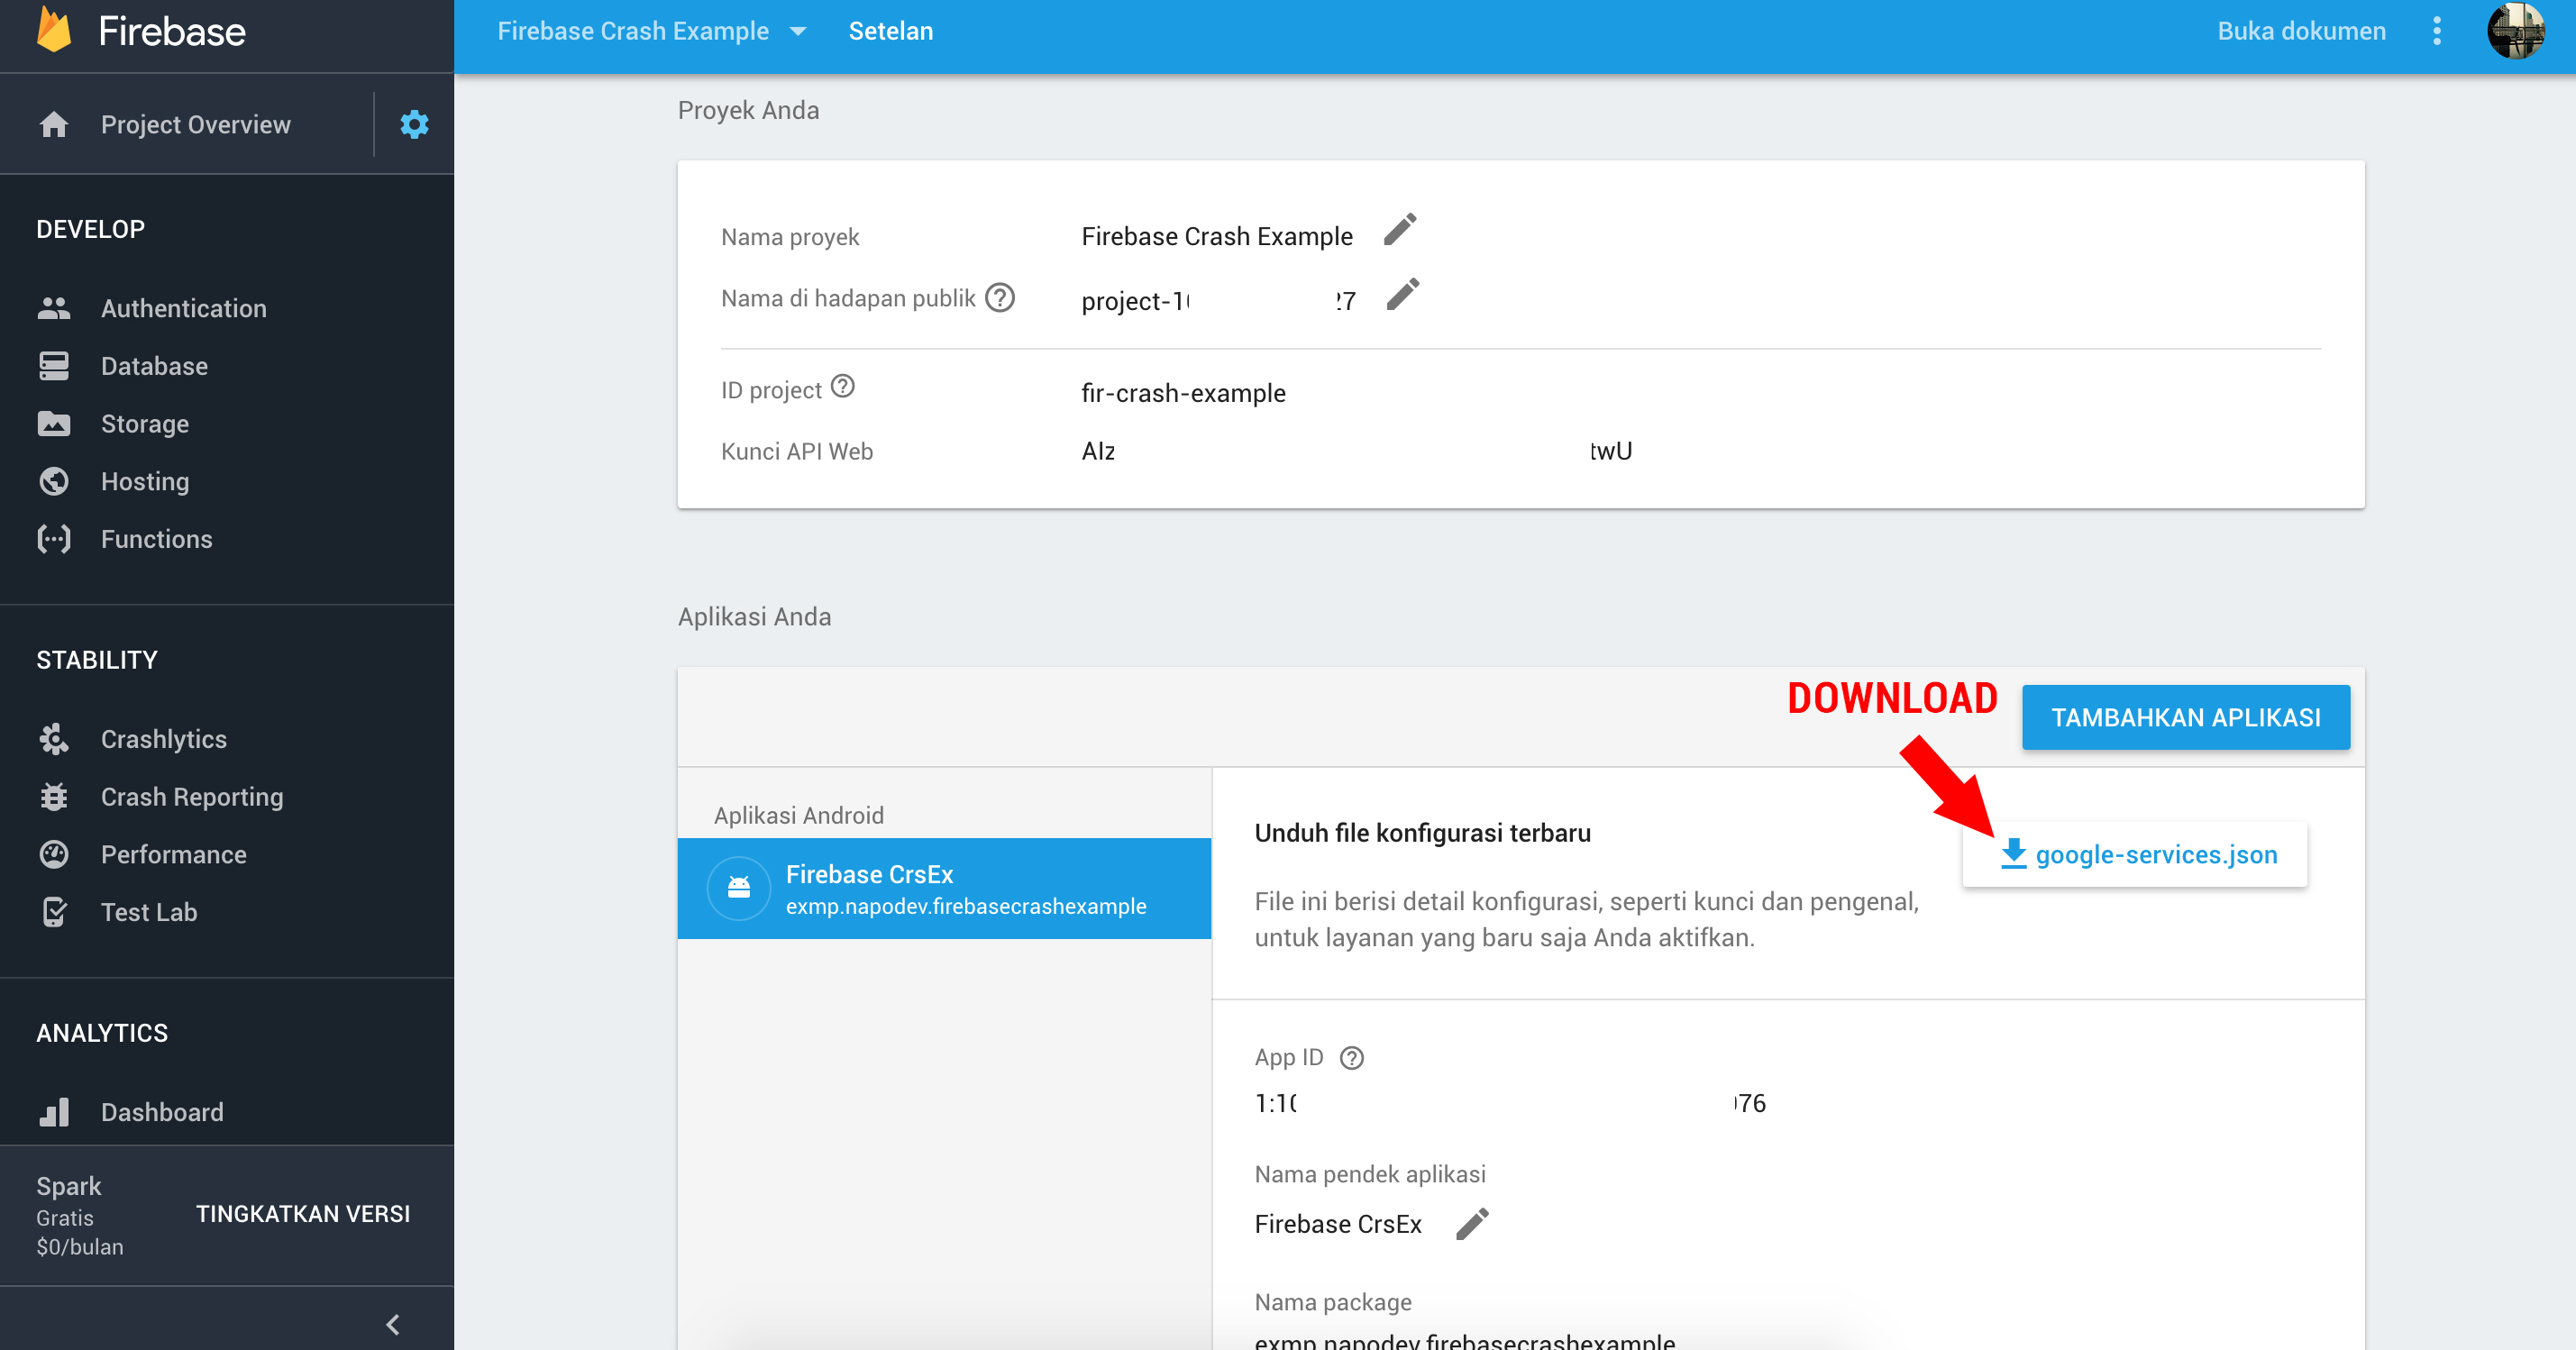 Firebase
Firebase Crash Example
Setelan
Buka dokumen
Project Overview
DEVELOP
Authentication
Database
Storage
Hosting
Functions
STABILITY
Crashlytics
Crash Reporting
Performance
Test Lab
ANALYTICS
Dashboard
Spark
Gratis
$0/bulan
TINGKATKAN VERSI
Proyek Anda
Nama proyek Firebase Crash Example
Nama di hadapan publik project-1 27
ID project fir-crash-example
Kunci API Web AIz twU
Aplikasi Anda
DOWNLOAD
TAMBAHKAN APLIKASI
Aplikasi Android
Firebase CrsEx
exmp.napodev.firebasecrashexample
Unduh file konfigurasi terbaru
google-services.json
File ini berisi detail konfigurasi, seperti kunci dan pengenal,
untuk layanan yang baru saja Anda aktifkan.
App ID
1:1 76
Nama pendek aplikasi
Firebase CrsEx
Nama package
exmp.napodev.firebasecrashexample